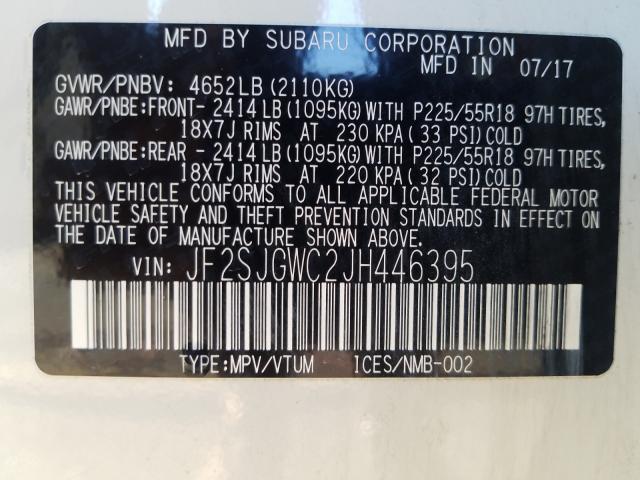 MFD BY SUBARU CORPORATION
MFD IN 07/17
GVWR/PNBV: 4652LB (2110KG)
GAWR/PNBE:FRONT- 2414LB (1095KG) WITH P225/55R18 97H TIRES,
18X7J RIMS AT 230 KPA (33 PSI) COLD
GAWR/PNBE:REAR - 2414LB (1095KG) WITH P225/55R18 97H TIRES,
18X7J RIMS AT 220 KPA (32 PSI) COLD
THIS VEHICLE CONFORMS TO ALL APPLICABLE FEDERAL MOTOR
VEHICLE SAFETY AND THEFT PREVENTION STANDARDS IN EFFECT ON
THE DATE OF MANUFACTURE SHOWN ABOVE.
VIN: JF2SJGWC2JH446395
TYPE:MPV/VTUM ICES/NMB-002